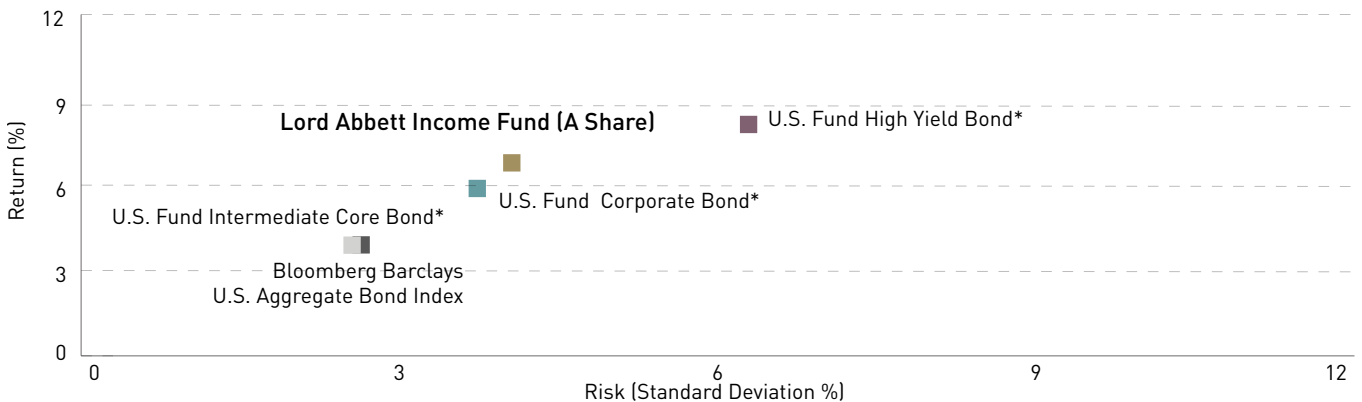 12
9
6
3
0
Return (%)
Lord Abbett Income Fund (A Share)
U.S. Fund High Yield Bond*
U.S. Fund Corporate Bond*
U.S. Fund Intermediate Core Bond*
Bloomberg Barclays
U.S. Aggregate Bond Index
0 3 6 9 12
Risk (Standard Deviation %)